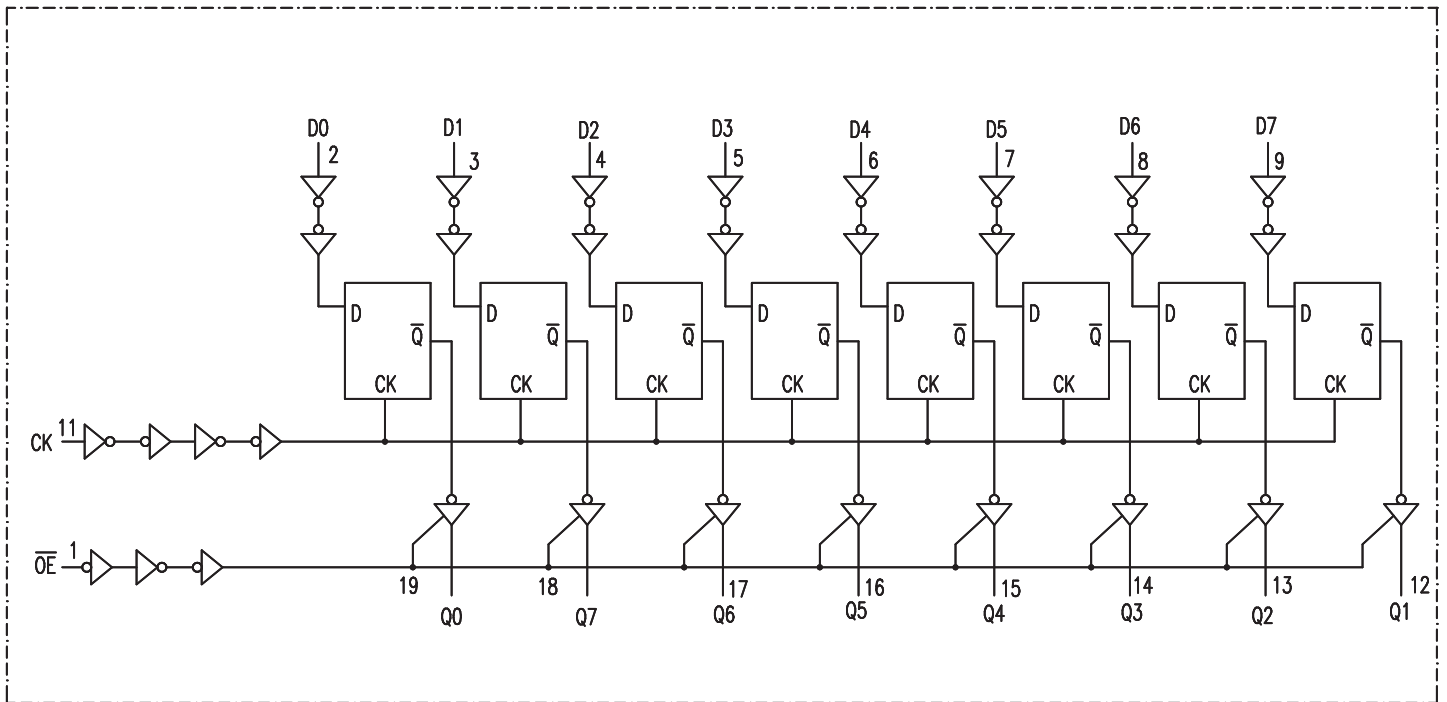 D0 D1 D2 D3 D4 D5 D6 D7
2 3 4 5 6 7 8 9
D D D D D D D D
Q̅ Q̅ Q̅ Q̅ Q̅ Q̅ Q̅ Q̅
CK CK CK CK CK CK CK CK
CK 11
O̅E̅ 1
19 18 17 16 15 14 13 12
Q0 Q7 Q6 Q5 Q4 Q3 Q2 Q1